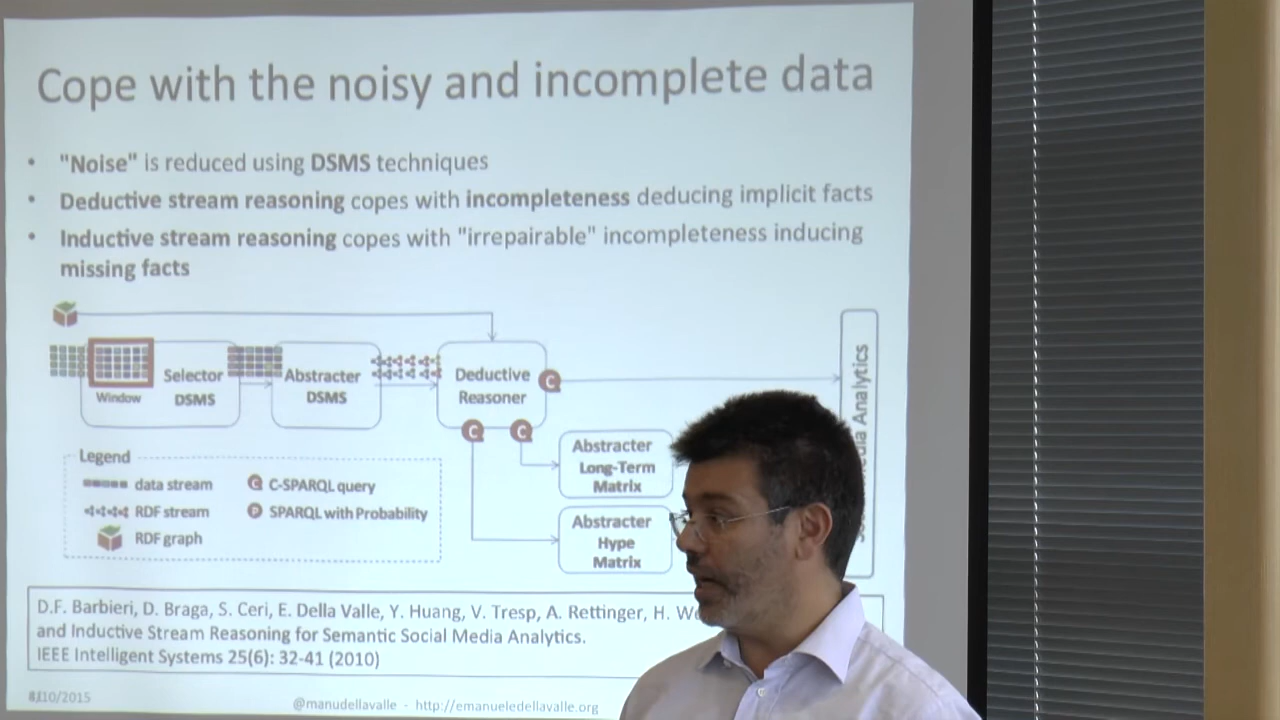 Cope with the noisy and incomplete data
• "Noise" is reduced using DSMS techniques
• Deductive stream reasoning copes with incompleteness deducing implicit facts
• Inductive stream reasoning copes with "irrepairable" incompleteness inducing
missing facts
Window
Selector
DSMS
Abstracter
DSMS
Deductive
Reasoner
C
C
C
Abstracter
Long-Term
Matrix
Abstracter
Hype
Matrix
Analytics
Legend
data stream
RDF stream
RDF graph
C C-SPARQL query
P SPARQL with Probability
D.F. Barbieri, D. Braga, S. Ceri, E. Della Valle, Y. Huang, V. Tresp, A. Rettinger, H.
and Inductive Stream Reasoning for Semantic Social Media Analytics.
IEEE Intelligent Systems 25(6): 32-41 (2010)
@manudellavalle - http://emanueledellavalle.org